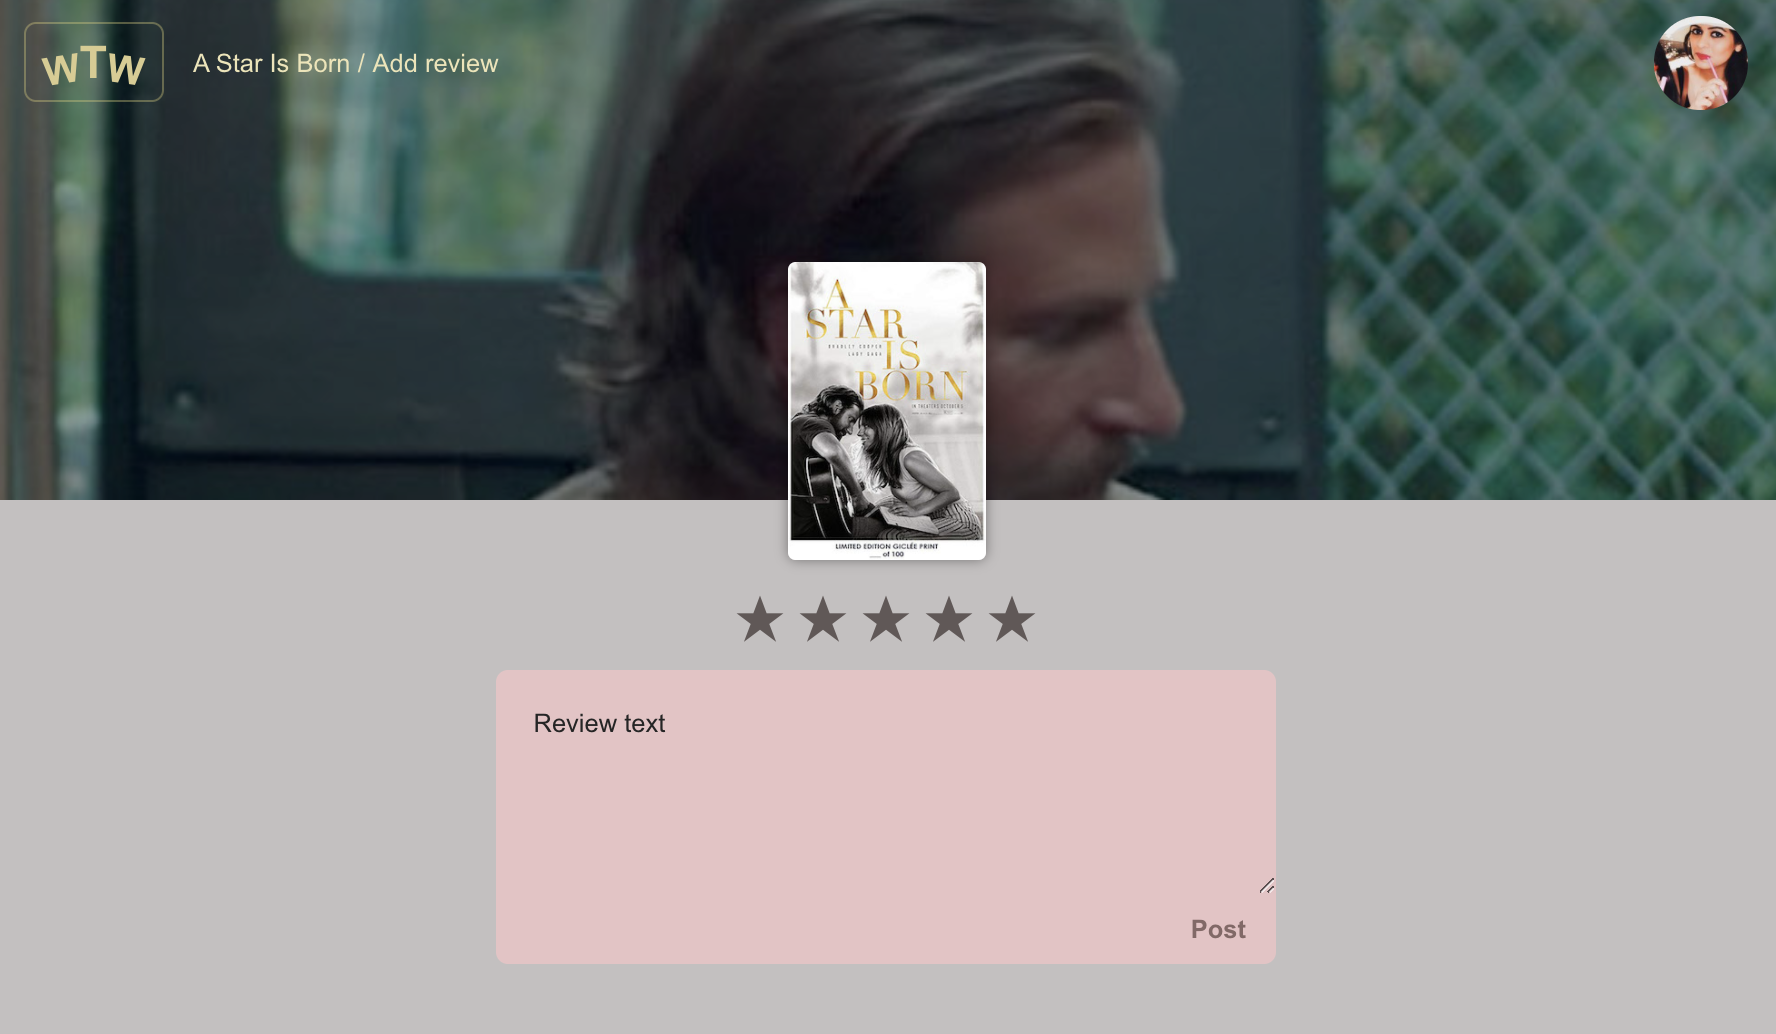 WTW
A Star Is Born / Add review
A
STAR
IS
BRADLEY COOPER
LADY GAGA
BORN
IN THEATERS OCTOBER 5
LIMITED EDITION GICLÉE PRINT
___ of 100
★ ★ ★ ★ ★
Review text
Post